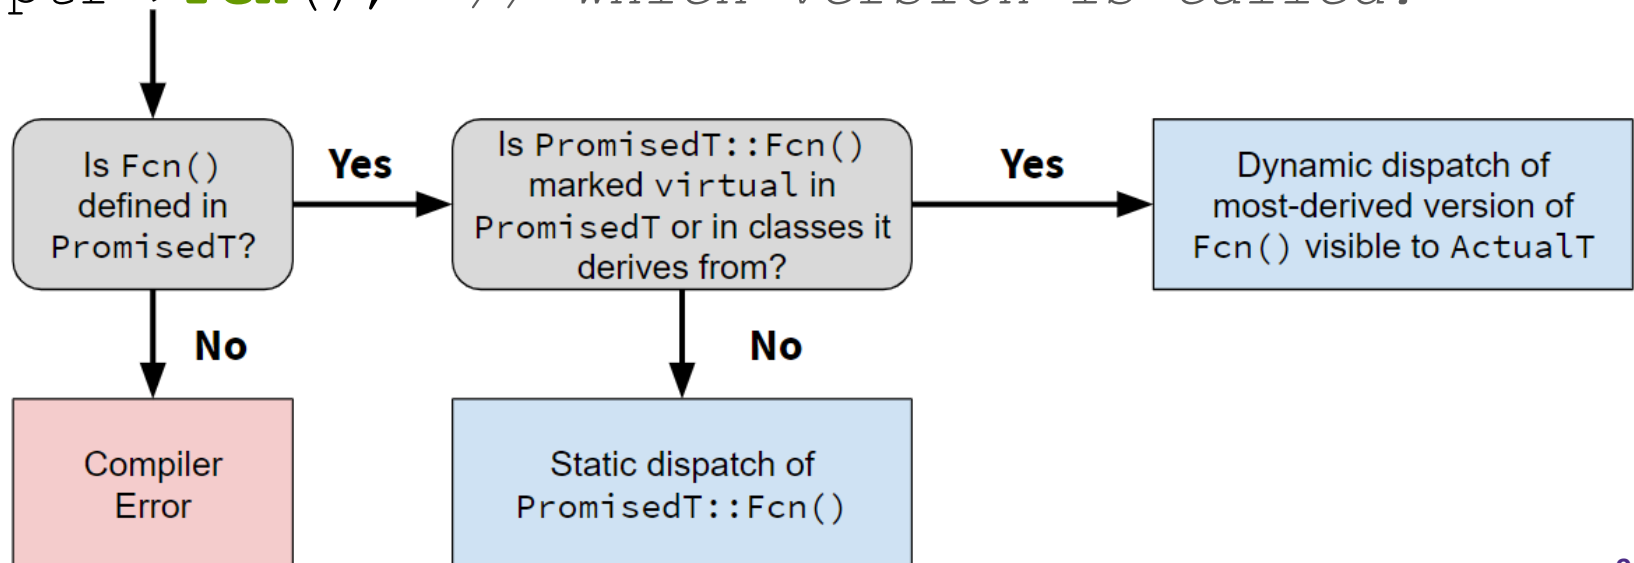 Is Fcn()
defined in
PromisedT?
Yes
Is PromisedT::Fcn()
marked virtual in
PromisedT or in classes it
derives from?
Yes
Dynamic dispatch of
most-derived version of
Fcn() visible to ActualT
No
No
Compiler
Error
Static dispatch of
PromisedT::Fcn()